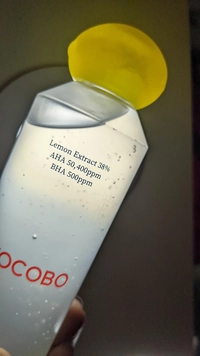 Lemon Extract 38%
AHA 50,400ppm
BHA 500ppm
OCOBO